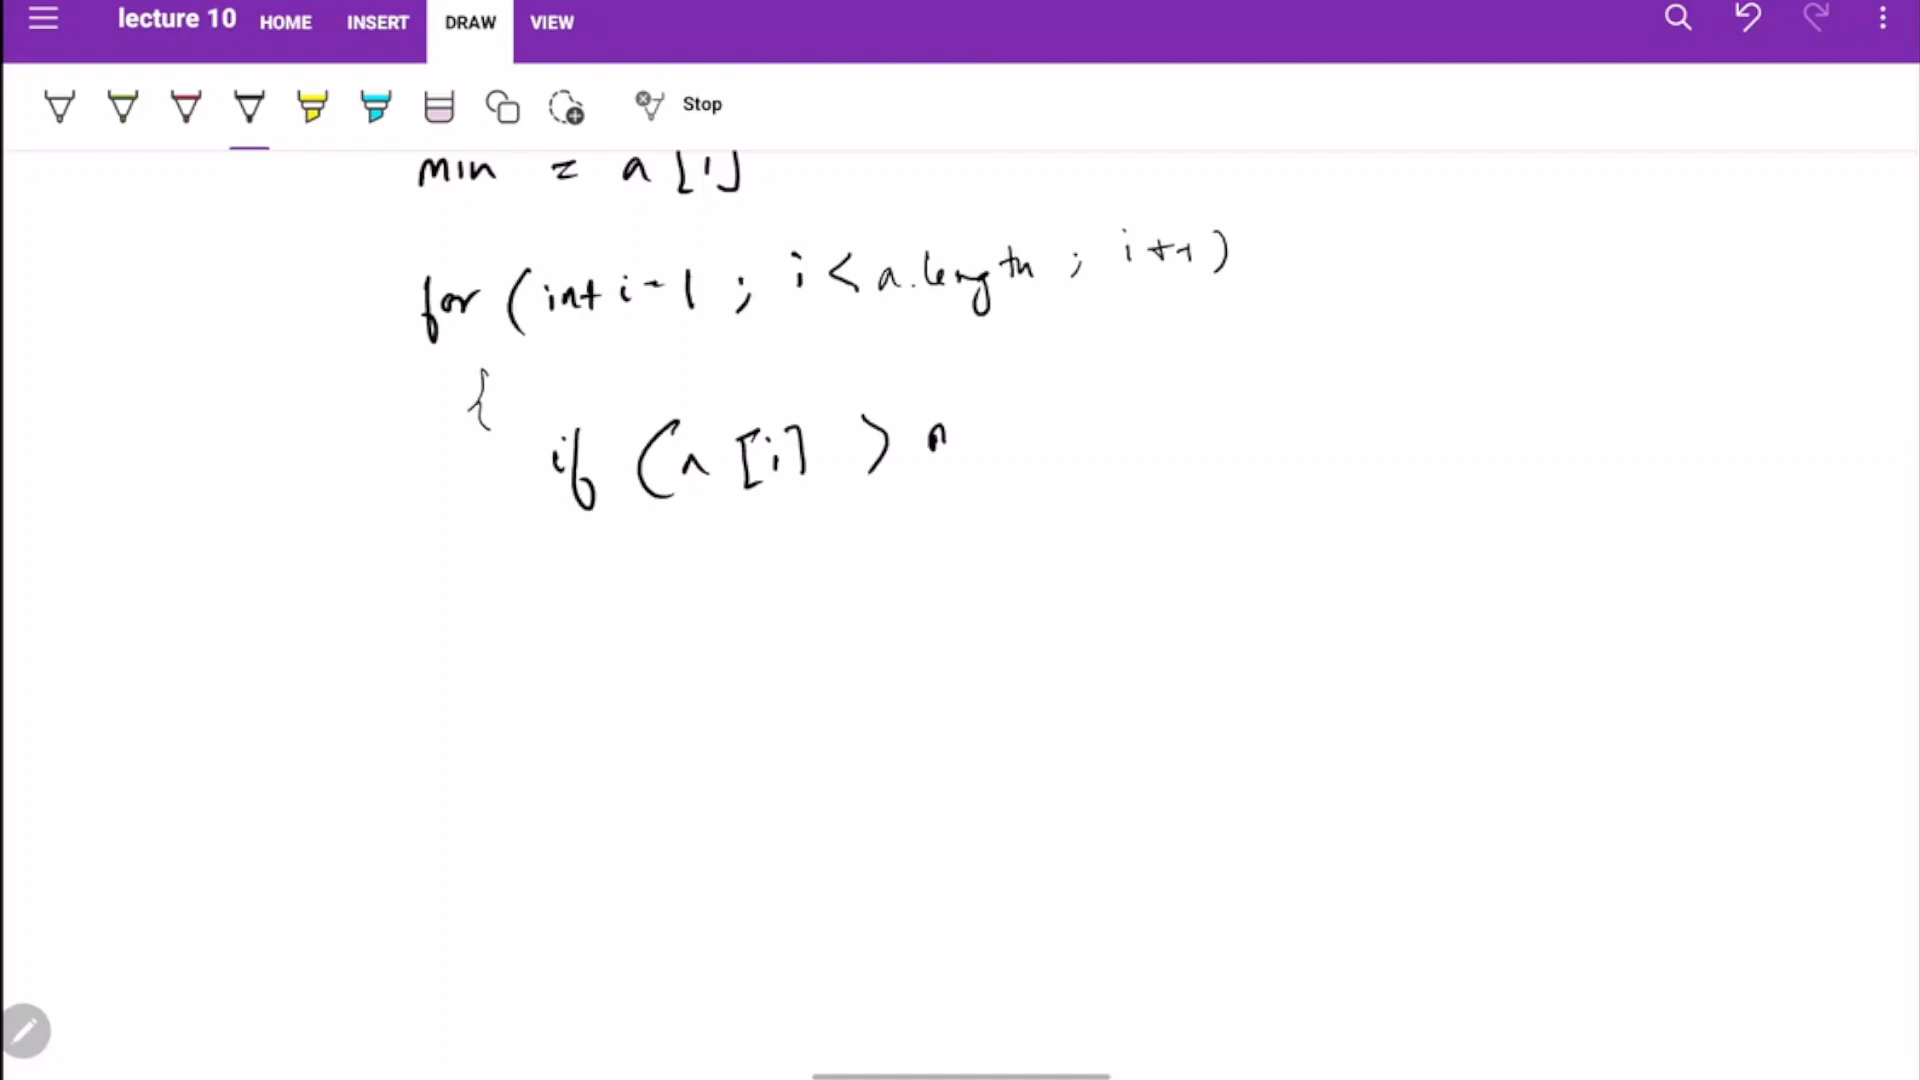 lecture 10 HOME INSERT DRAW VIEW
Stop
min = a[1]
for (int i=1 ; i < a.length ; i++)
{
if (a[i] > n